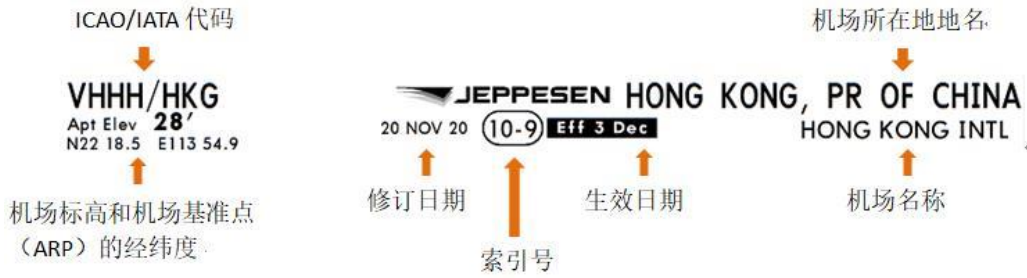 ICAO/IATA 代码
机场所在地地名
VHHH/HKG
JEPPESEN HONG KONG, PR OF CHINA
Apt Elev 28'
20 NOV 20 10-9 Eff 3 Dec
HONG KONG INTL
N22 18.5 E113 54.9
修订日期
生效日期
机场名称
机场标高和机场基准点
（ARP）的经纬度
索引号